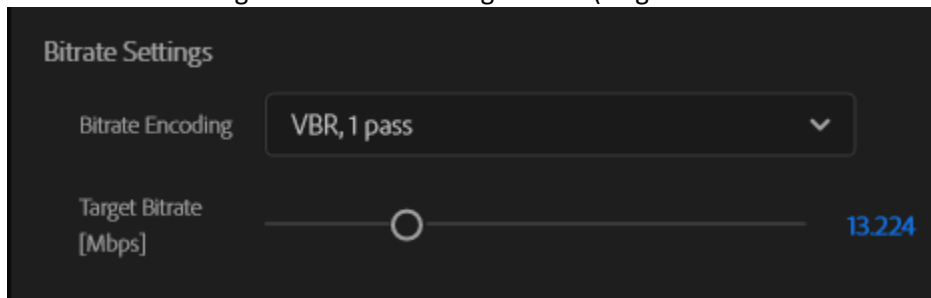 Bitrate Settings
Bitrate Encoding VBR, 1 pass
Target Bitrate
[Mbps]
13.224